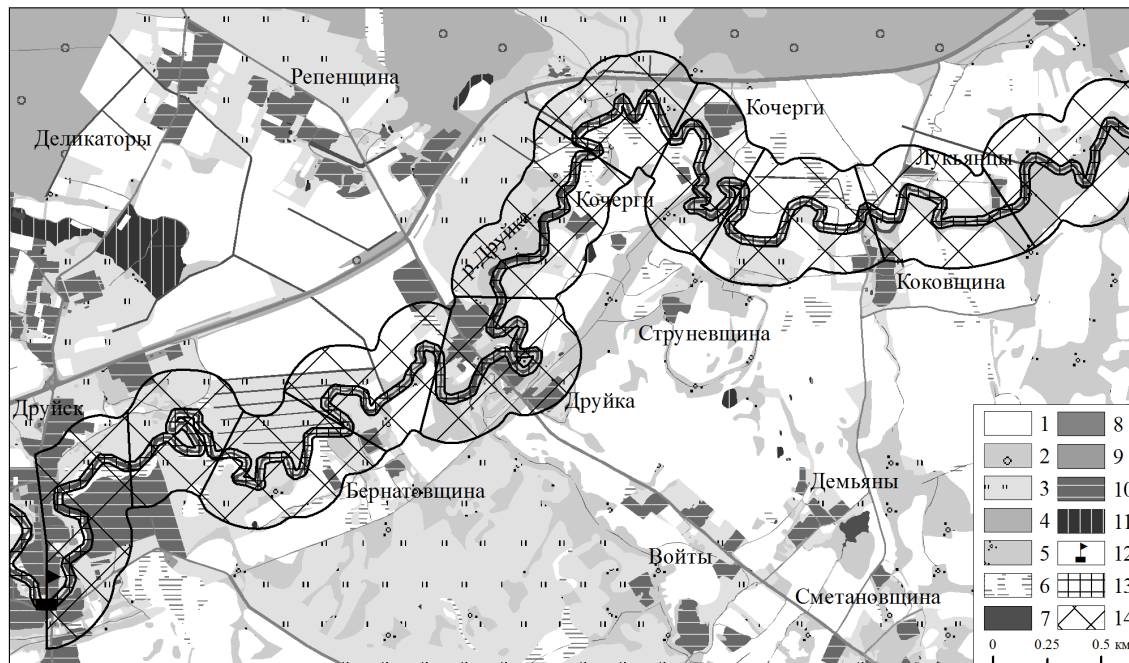 Репенщина
Деликаторы
Кочерги
Лукьянцы
Кочерги
р.Друйка
Коковщина
Струневщина
Друйск
Друйка
Бернатовщина
Демьяны
Войты
Сметановщина
1 8
2 9
3 10
4 11
5 12
6 13
7 14
0 0.25 0.5 км